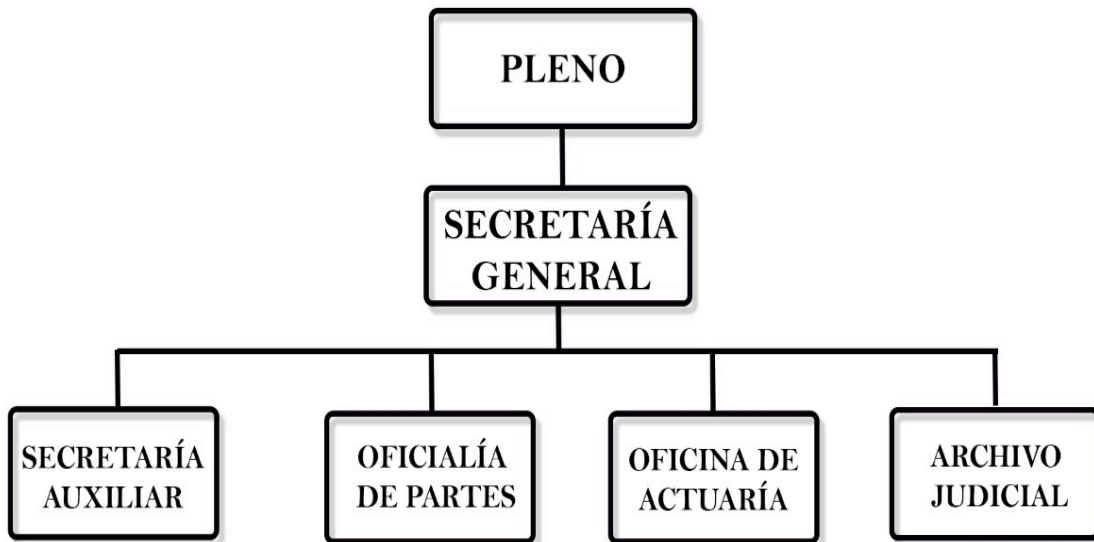 PLENO
SECRETARÍA
GENERAL
SECRETARÍA
AUXILIAR
OFICIALÍA
DE PARTES
OFICINA DE
ACTUARÍA
ARCHIVO
JUDICIAL